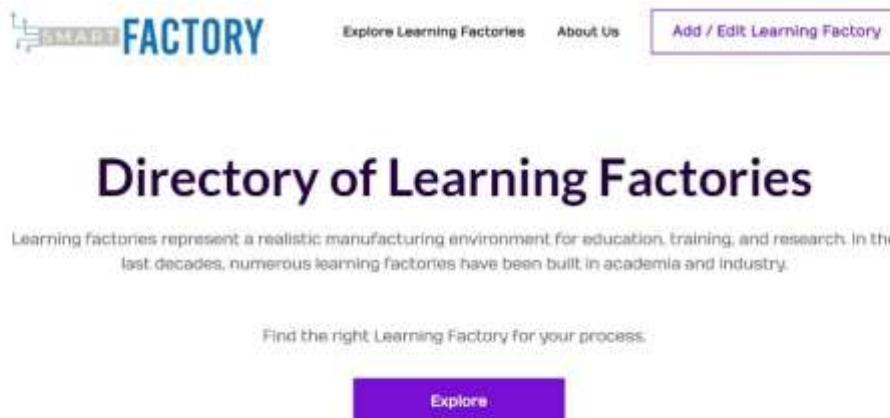 SMART FACTORY
Explore Learning Factories
About Us
Add / Edit Learning Factory
Directory of Learning Factories
Learning factories represent a realistic manufacturing environment for education, training, and research. In the
last decades, numerous learning factories have been built in academia and industry.
Find the right Learning Factory for your process.
Explore